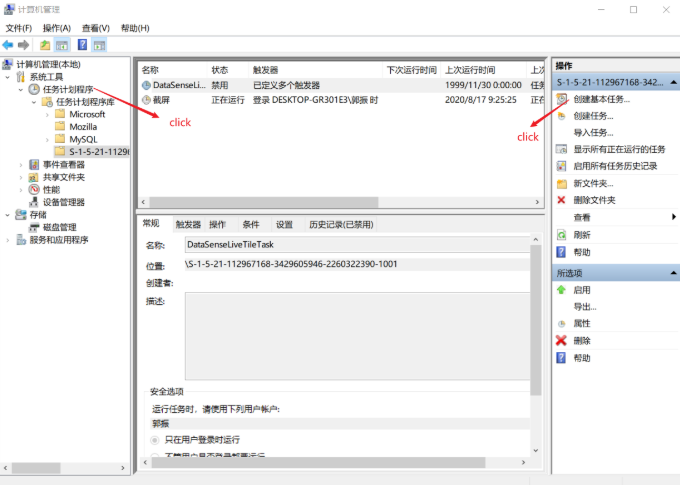 计算机管理
文件(F) 操作(A) 查看(V) 帮助(H)
计算机管理(本地)
系统工具
任务计划程序
任务计划程序库
Microsoft
Mozilla
MySQL
S-1-5-21-11296
事件查看器
共享文件夹
性能
设备管理器
存储
磁盘管理
服务和应用程序
click
名称 状态 触发器 下次运行时间 上次运行时间 上次
DataSenseLi... 禁用 已定义多个触发器 1999/11/30 0:00:00 任务
截屏 正在运行 登录 DESKTOP-GR301E3\郭振 时 2020/8/17 9:25:25 正在
click
常规 触发器 操作 条件 设置 历史记录(已禁用)
名称: DataSenseLiveTileTask
位置: \S-1-5-21-112967168-3429605946-2260322390-1001
创建者:
描述:
安全选项
运行任务时，请使用下列用户帐户:
郭振
只在用户登录时运行
不管用户是否登录都要运行
操作
S-1-5-21-112967168-342...
创建基本任务...
创建任务...
导入任务...
显示所有正在运行的任务
启用所有任务历史记录
新文件夹...
删除文件夹
查看
刷新
帮助
所选项
启用
导出...
属性
删除
帮助